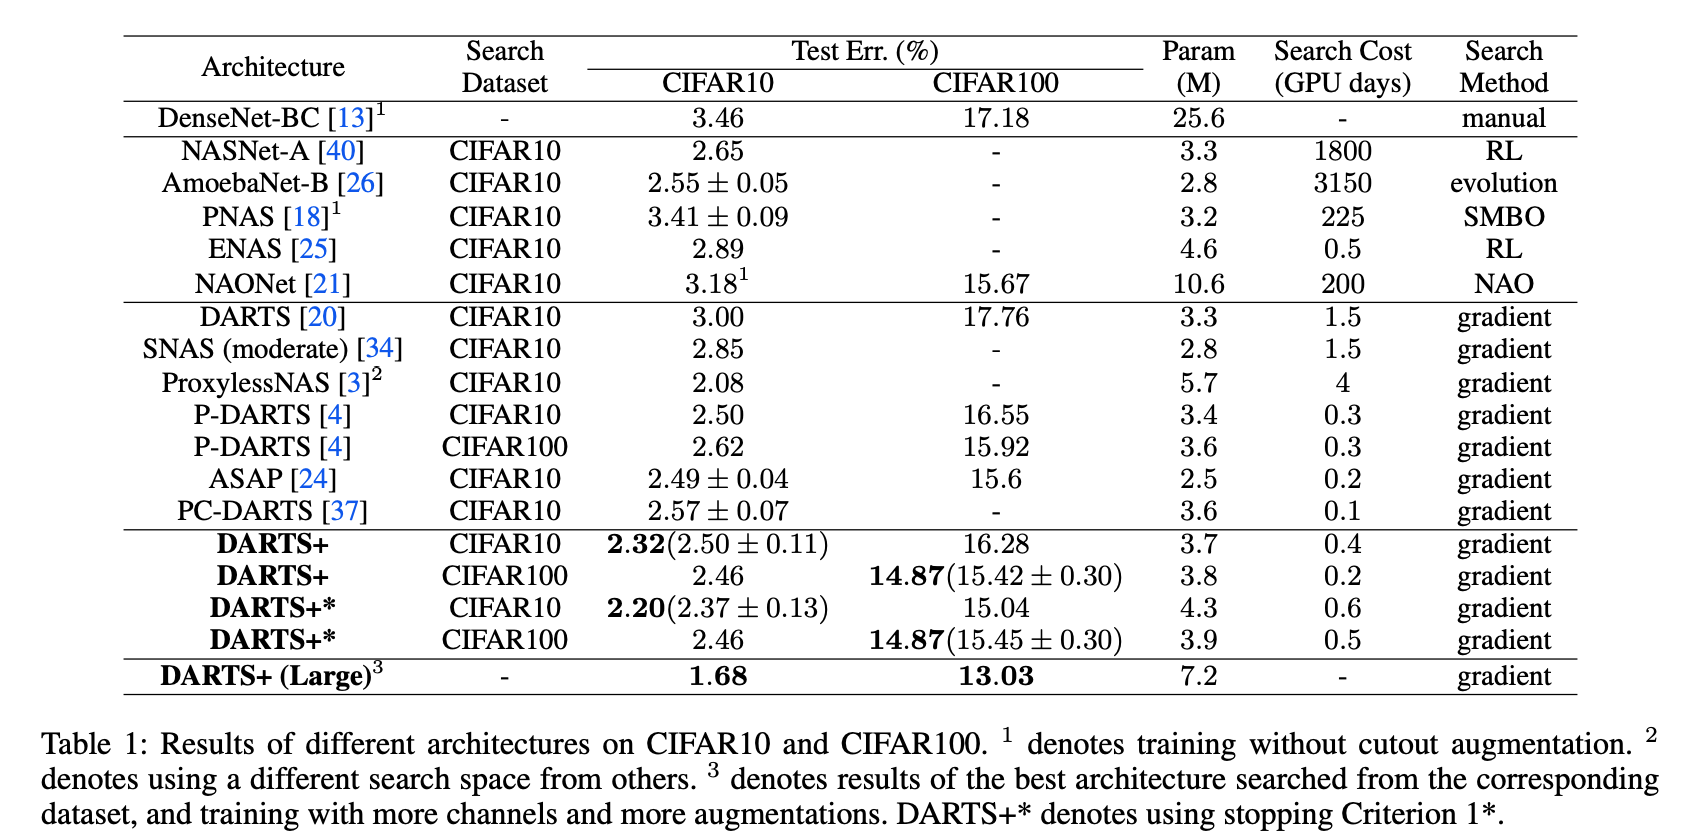 Architecture Search Dataset Test Err. (%) Param (M) Search Cost (GPU days) Search Method
CIFAR10 CIFAR100
DenseNet-BC [13]1 - 3.46 17.18 25.6 - manual
NASNet-A [40] CIFAR10 2.65 - 3.3 1800 RL
AmoebaNet-B [26] CIFAR10 2.55 ± 0.05 - 2.8 3150 evolution
PNAS [18]1 CIFAR10 3.41 ± 0.09 - 3.2 225 SMBO
ENAS [25] CIFAR10 2.89 - 4.6 0.5 RL
NAONet [21] CIFAR10 3.181 15.67 10.6 200 NAO
DARTS [20] CIFAR10 3.00 17.76 3.3 1.5 gradient
SNAS (moderate) [34] CIFAR10 2.85 - 2.8 1.5 gradient
ProxylessNAS [3]2 CIFAR10 2.08 - 5.7 4 gradient
P-DARTS [4] CIFAR10 2.50 16.55 3.4 0.3 gradient
P-DARTS [4] CIFAR100 2.62 15.92 3.6 0.3 gradient
ASAP [24] CIFAR10 2.49 ± 0.04 15.6 2.5 0.2 gradient
PC-DARTS [37] CIFAR10 2.57 ± 0.07 - 3.6 0.1 gradient
DARTS+ CIFAR10 2.32(2.50 ± 0.11) 16.28 3.7 0.4 gradient
DARTS+ CIFAR100 2.46 14.87(15.42 ± 0.30) 3.8 0.2 gradient
DARTS+* CIFAR10 2.20(2.37 ± 0.13) 15.04 4.3 0.6 gradient
DARTS+* CIFAR100 2.46 14.87(15.45 ± 0.30) 3.9 0.5 gradient
DARTS+ (Large)3 - 1.68 13.03 7.2 - gradient
Table 1: Results of different architectures on CIFAR10 and CIFAR100. 1 denotes training without cutout augmentation. 2
denotes using a different search space from others. 3 denotes results of the best architecture searched from the corresponding
dataset, and training with more channels and more augmentations. DARTS+* denotes using stopping Criterion 1*.